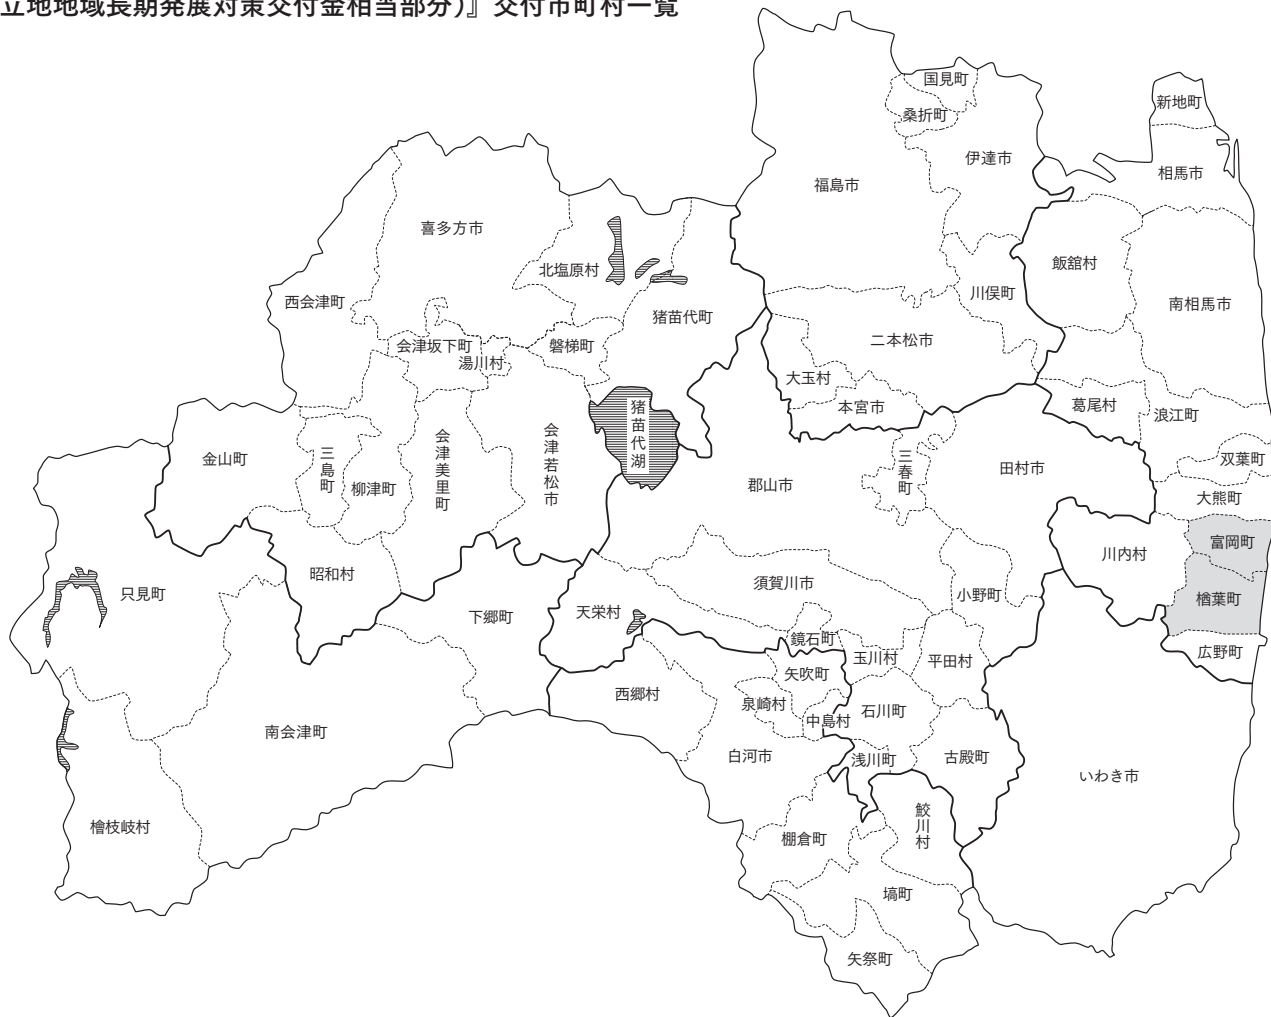 立地地域長期発展対策交付金相当部分）』交付市町村一覧
国見町
新地町
桑折町
伊達市
相馬市
福島市
喜多方市
北塩原村
飯舘村
川俣町
西会津町
南相馬市
猪苗代町
二本松市
会津坂下町
磐梯町
湯川村
大玉村
本宮市
葛尾村
浪江町
猪苗代湖
金山町
三島町
柳津町
会津美里町
会津若松市
三春町
田村市
双葉町
郡山市
大熊町
富岡町
川内村
昭和村
須賀川市
只見町
小野町
楢葉町
天栄村
下郷町
鏡石町
広野町
玉川村
平田村
矢吹町
西郷村
泉崎村
石川町
中島村
南会津町
白河市
浅川町
古殿町
いわき市
檜枝岐村
鮫川村
棚倉町
塙町
矢祭町